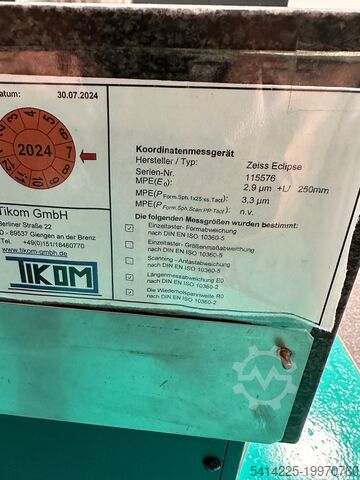 atum: 30.07.2024
2024
Tikom GmbH
Berliner Straße 22
D - 89537 Giengen an der Brenz
Tel.: +49(0)151/18460770
www.tikom-gmbh.de
TIKOM
Koordinatenmessgerät
Hersteller / Typ: Zeiss Eclipse
Serien-Nr. 115576
MPE(E0): 2,9 µm +L/ 250mm
MPE(PForm.Sph.1x25:ss.Tact) 3,3 µm
MPE(PForm.Sph.Scan:PP.Tact) n.v.
Die folgenden Messgrößen wurden bestimmt:
Einzeltaster- Formabweichung
nach DIN EN ISO 10360-5
Einzeltaster- Größenmaßabweichung
nach DIN EN ISO 10360-5
Scanning - Antastabweichung
nach DIN EN ISO 10360-5
Längenmessabweichung E0
nach DIN EN ISO 10360-2
Die Wiederholspannweite R0
nach DIN EN ISO 10360-2
5414225-19970760